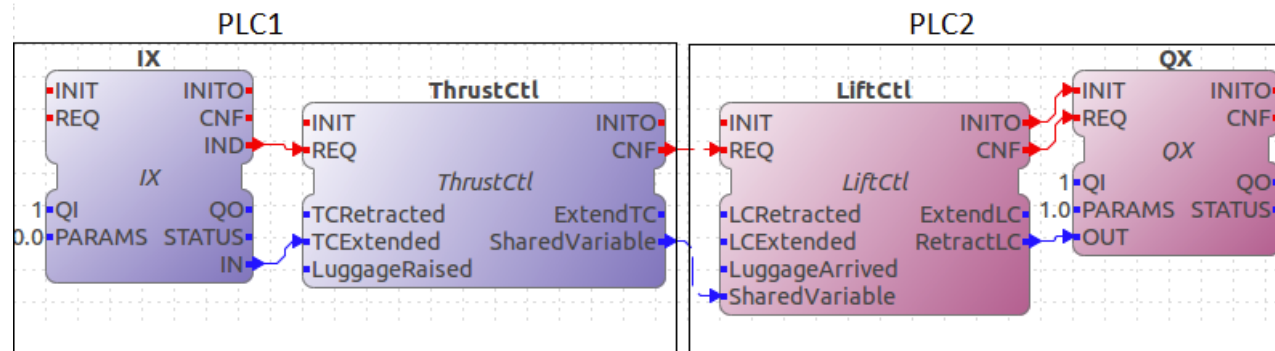 PLC1
PLC2
IX
INIT INITO
REQ CNF
IND
IX
1 QI QO
0.0 PARAMS STATUS
IN
ThrustCtl
INIT INITO
REQ CNF
ThrustCtl
TCRetracted ExtendTC
TCExtended SharedVariable
LuggageRaised
LiftCtl
INIT INITO
REQ CNF
LiftCtl
LCRetracted ExtendLC
LCExtended RetractLC
LuggageArrived
SharedVariable
QX
INIT INITO
REQ CNF
QX
1 QI QO
1.0 PARAMS STATUS
OUT